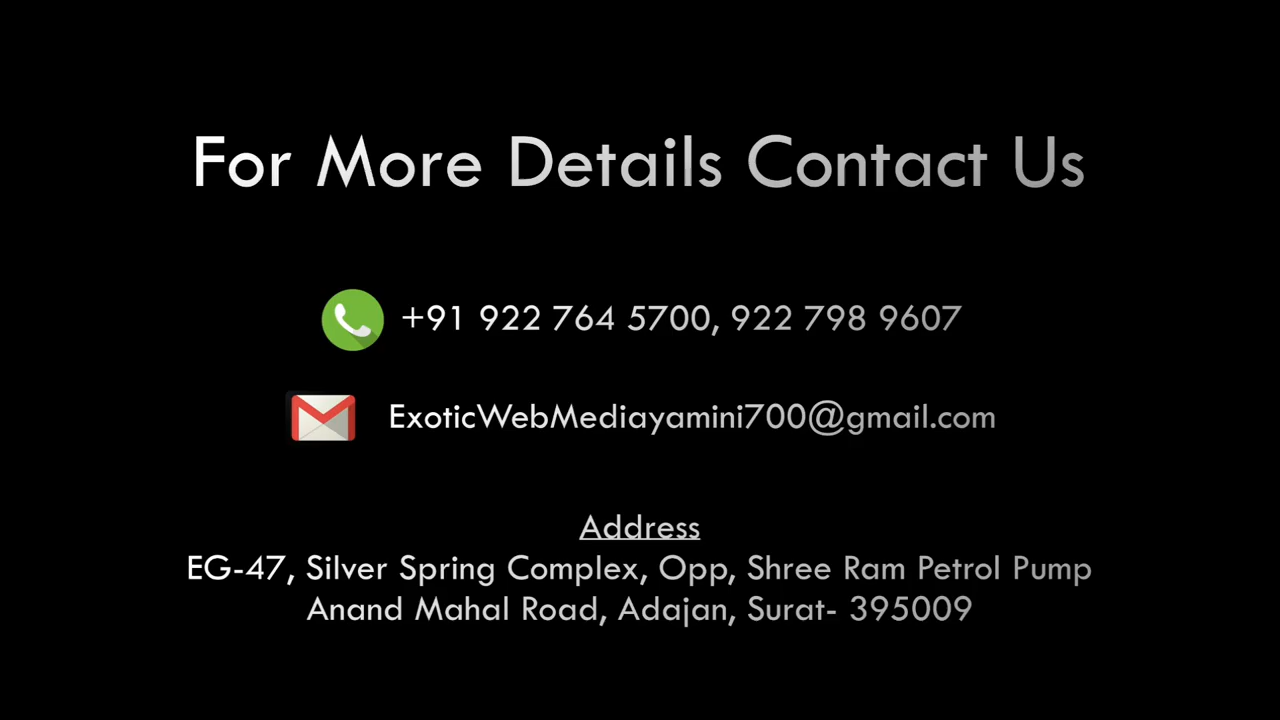 For More Details Contact Us
+91 922 764 5700, 922 798 9607
ExoticWebMediayamini700@gmail.com
Address
EG-47, Silver Spring Complex, Opp, Shree Ram Petrol Pump
Anand Mahal Road, Adajan, Surat- 395009